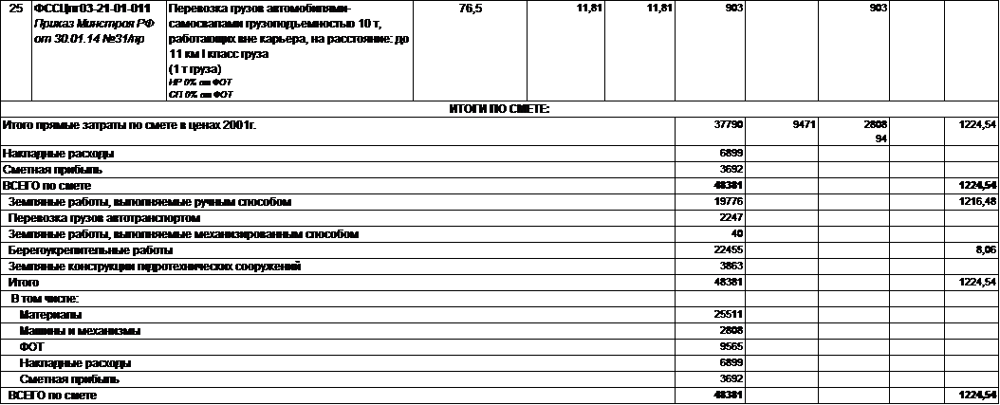 25 ФССЦпг03-21-01-011 Перевозка грузов автомобилями- 76,5 11,81 11,81 903 903
Приказ Минстроя РФ самосвалами грузоподъемностью 10 т,
от 30.01.14 №31/пр работающих вне карьера, на расстояние: до
11 км I класс груза
(1 т груза)
НР 0% от ФОТ
СП 0% от ФОТ
ИТОГИ ПО СМЕТЕ:
Итого прямые затраты по смете в ценах 2001г. 37790 9471 2808 1224,54
94
Накладные расходы 6899
Сметная прибыль 3692
ВСЕГО по смете 48381 1224,54
Земляные работы, выполняемые ручным способом 19776 1216,48
Перевозка грузов автотранспортом 2247
Земляные работы, выполняемые механизированным способом 40
Берегоукрепительные работы 22455 8,06
Земляные конструкции гидротехнических сооружений 3863
Итого 48381 1224,54
В том числе:
Материалы 25511
Машины и механизмы 2808
ФОТ 9565
Накладные расходы 6899
Сметная прибыль 3692
ВСЕГО по смете 48381 1224,54